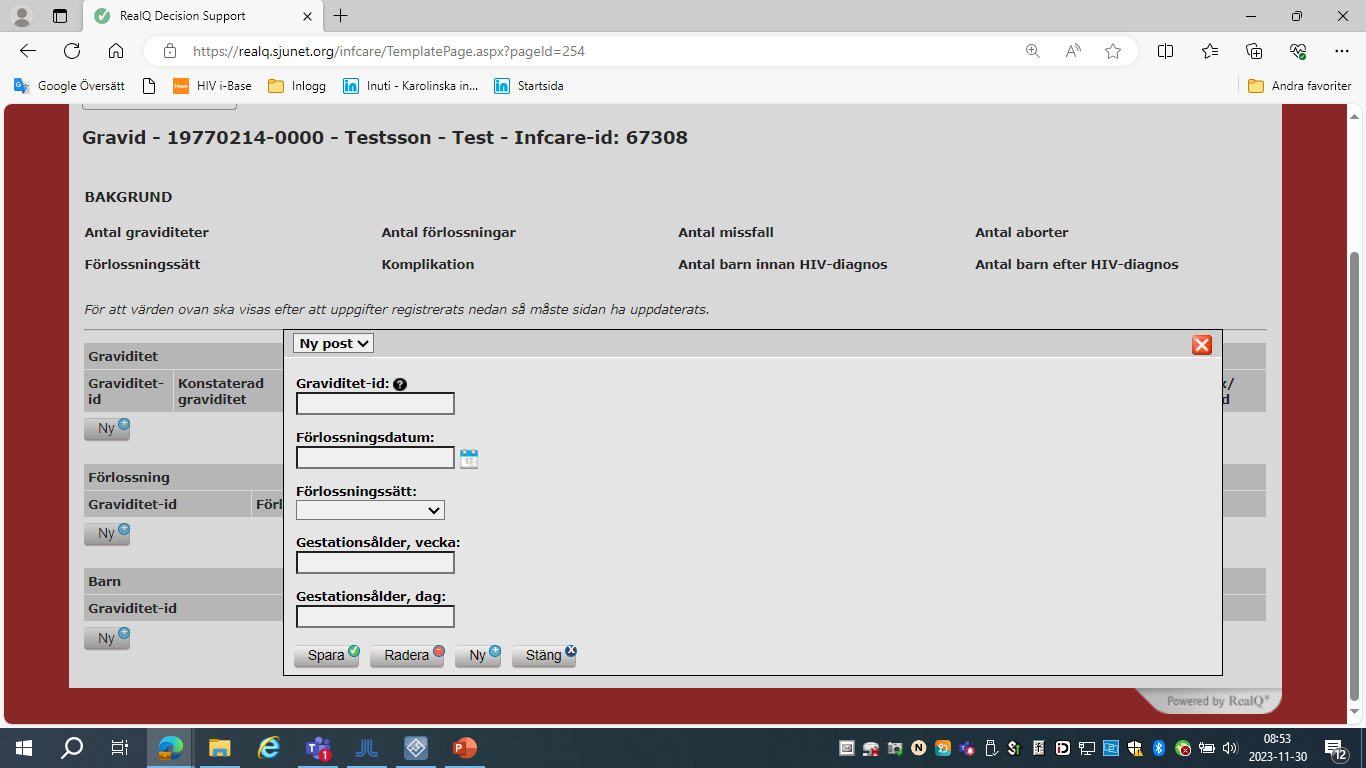 RealQ Decision Support
https://realq.sjunet.org/infcare/TemplatePage.aspx?pageId=254
Google Översätt
HIV i-Base
Inlogg
Inuti - Karolinska in...
Startsida
Andra favoriter
Gravid - 19770214-0000 - Testsson - Test - Infcare-id: 67308
BAKGRUND
Antal graviditeter Antal förlossningar Antal missfall Antal aborter
Förlossningssätt Komplikation Antal barn innan HIV-diagnos Antal barn efter HIV-diagnos
För att värden ovan ska visas efter att uppgifter registrerats nedan så måste sidan ha uppdaterats.
Graviditet
Graviditet-id
Konstaterad graviditet
Ny
Förlossning
Graviditet-id
Ny
Barn
Graviditet-id
Ny
Ny post
Graviditet-id:
Förlossningsdatum:
Förlossningssätt:
Gestationsålder, vecka:
Gestationsålder, dag:
Spara Radera Ny Stäng
Powered by RealQ®
08:53
2023-11-30
12